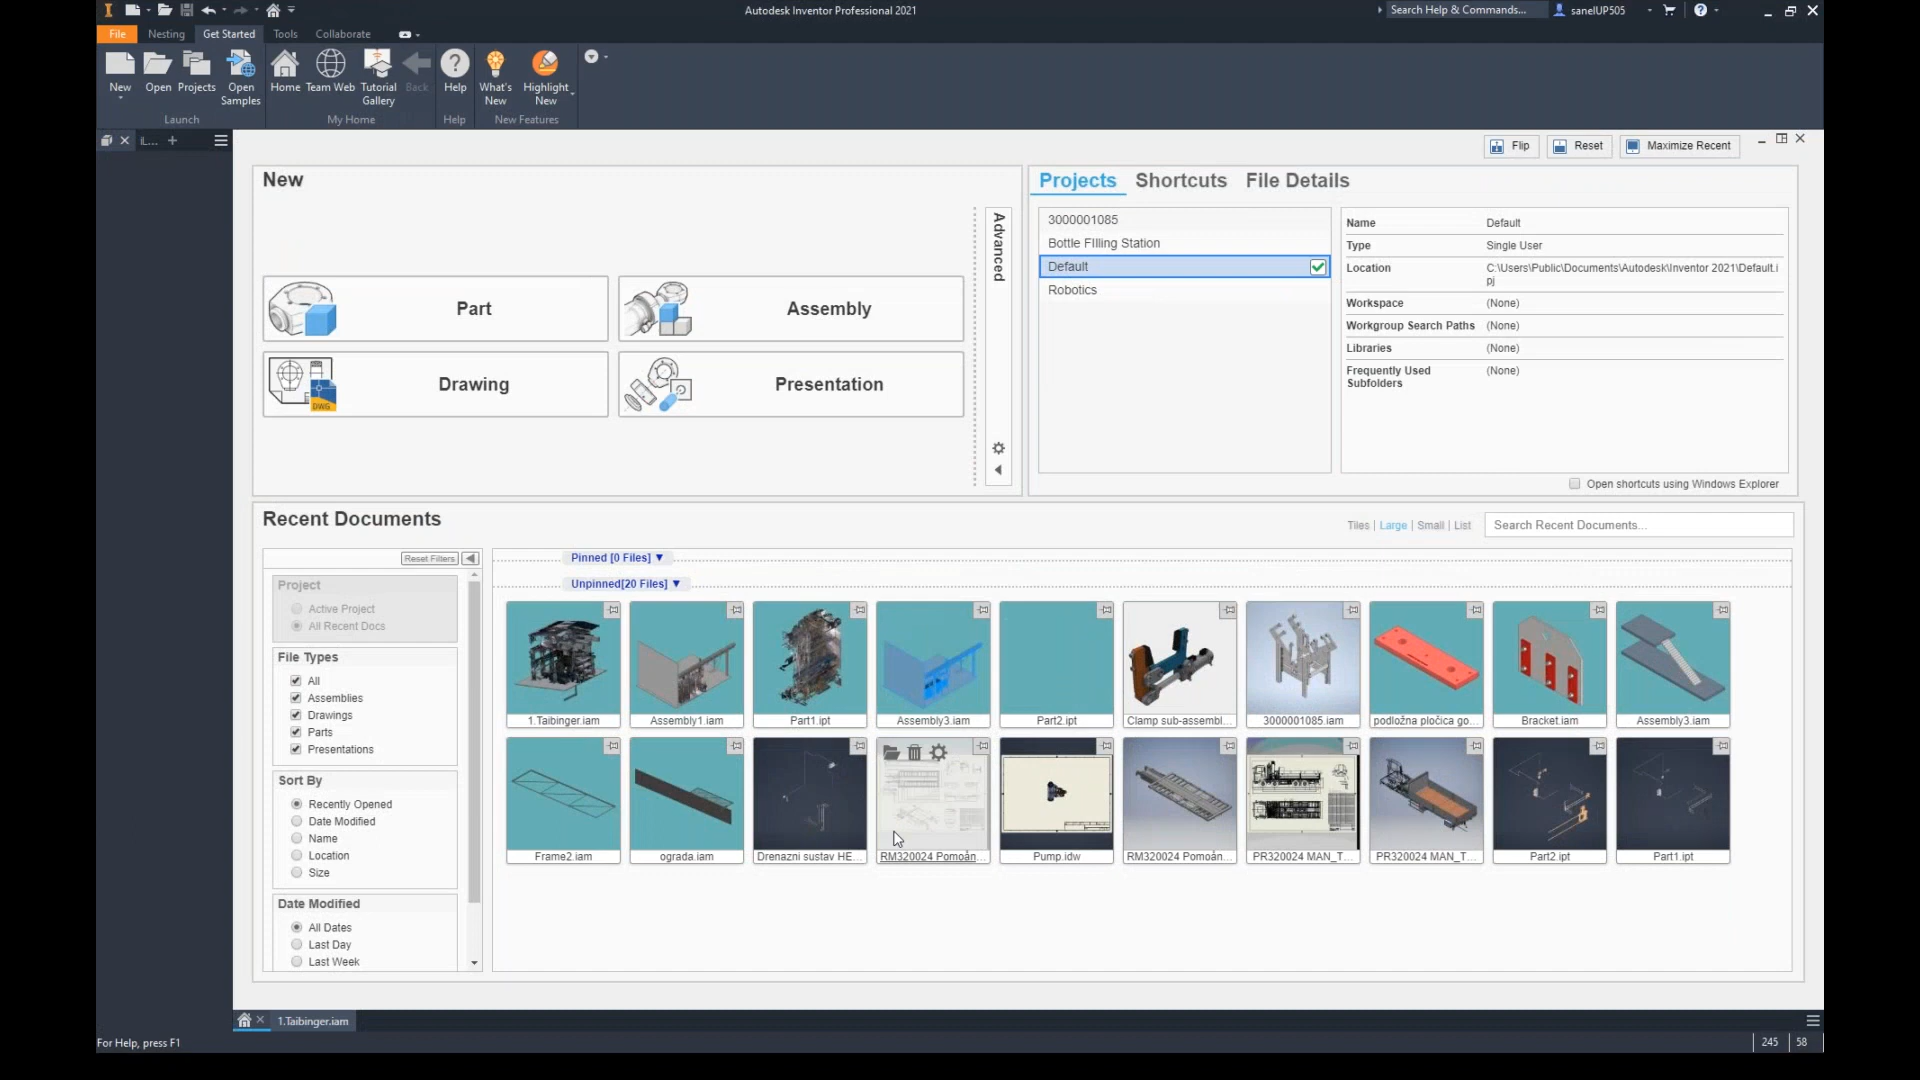 Autodesk Inventor Professional 2021
Search Help & Commands...
sanelUP505
File
Nesting
Get Started
Tools
Collaborate
New
Open
Projects
Open Samples
Home
Team Web
Tutorial Gallery
Back
Help
What's New
Highlight New
Launch
My Home
Help
New Features
Flip
Reset
Maximize Recent
New
Part
Assembly
Drawing
DWG
Presentation
Advanced
Projects
Shortcuts
File Details
3000001085
Bottle FIlling Station
Default
Robotics
Name Default
Type Single User
Location C:\Users\Public\Documents\Autodesk\Inventor 2021\Default.i
pj
Workspace (None)
Workgroup Search Paths (None)
Libraries (None)
Frequently Used (None)
Subfolders
Open shortcuts using Windows Explorer
Recent Documents
Tiles | Large | Small | List
Search Recent Documents...
Reset Filters
Project
Active Project
All Recent Docs
File Types
All
Assemblies
Drawings
Parts
Presentations
Sort By
Recently Opened
Date Modified
Name
Location
Size
Date Modified
All Dates
Last Day
Last Week
Pinned [0 Files]
Unpinned[20 Files]
1.Taibinger.iam
Assembly1.iam
Part1.ipt
Assembly3.iam
Part2.ipt
Clamp sub-assembl...
3000001085.iam
podložna pločica go...
Bracket.iam
Assembly3.iam
Frame2.iam
ograda.iam
Drenazni sustav HE...
RM320024 Pomoàn...
Pump.idw
RM320024 Pomoàn...
PR320024 MAN_T...
PR320024 MAN_T...
Part2.ipt
Part1.ipt
1.Taibinger.iam
For Help, press F1
245
58